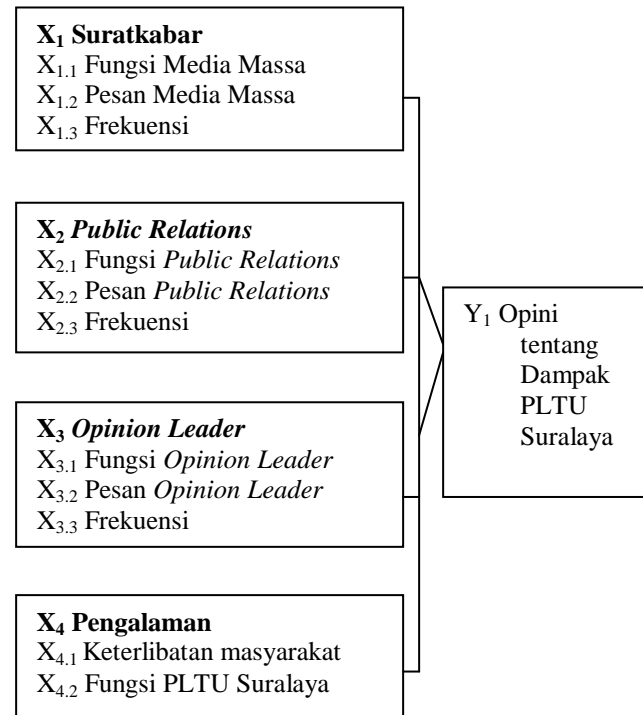 X₁ Suratkabar
X₁.₁ Fungsi Media Massa
X₁.₂ Pesan Media Massa
X₁.₃ Frekuensi
X₂ Public Relations
X₂.₁ Fungsi Public Relations
X₂.₂ Pesan Public Relations
X₂.₃ Frekuensi
X₃ Opinion Leader
X₃.₁ Fungsi Opinion Leader
X₃.₂ Pesan Opinion Leader
X₃.₃ Frekuensi
X₄ Pengalaman
X₄.₁ Keterlibatan masyarakat
X₄.₂ Fungsi PLTU Suralaya
Y₁ Opini
tentang
Dampak
PLTU
Suralaya